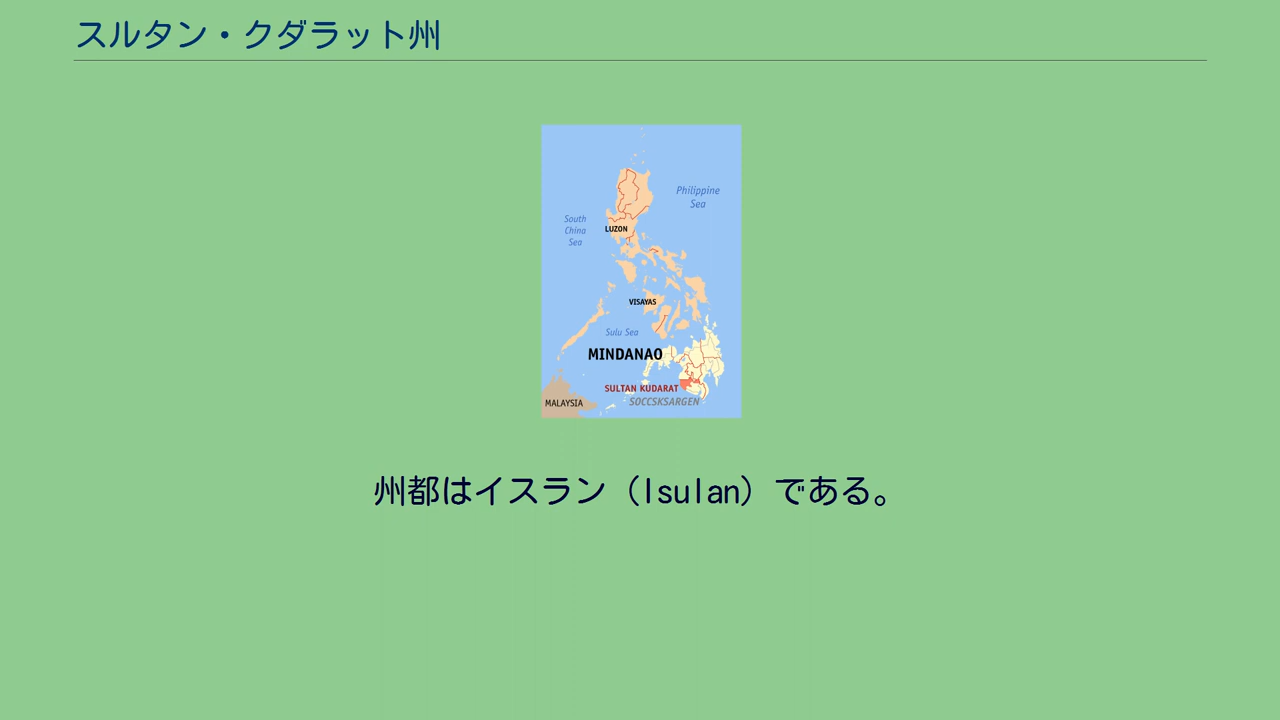 スルタン・クダラット州
Philippine
Sea
South
China
Sea
LUZON
VISAYAS
Sulu Sea
MINDANAO
SULTAN KUDARAT
SOCCSKSARGEN
MALAYSIA
州都はイスラン（Isulan）である。